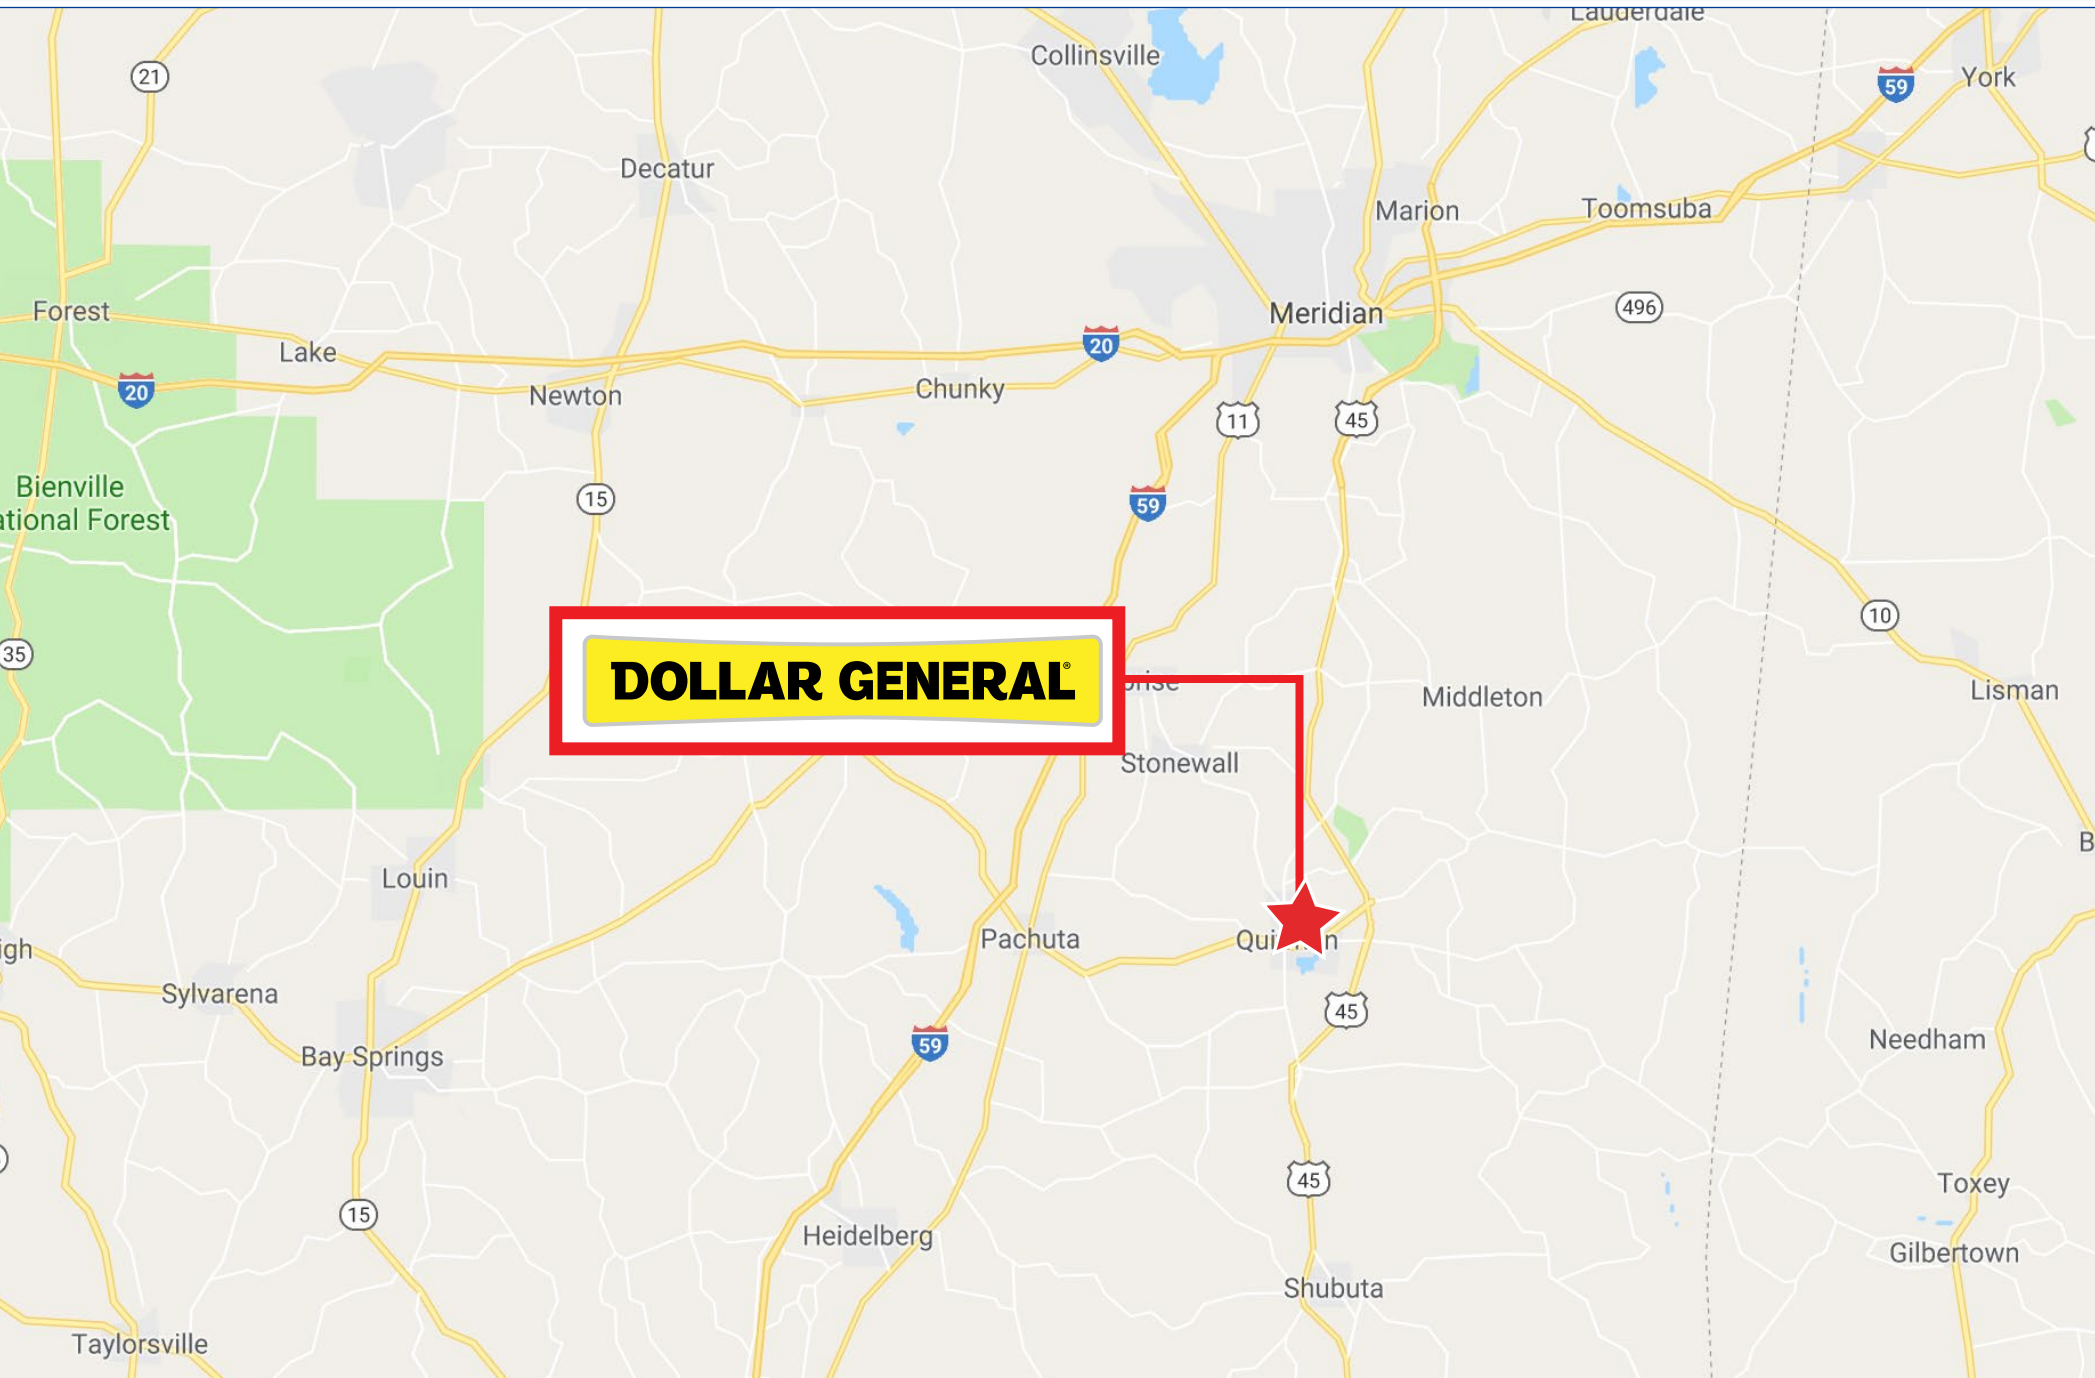 Lauderdale
Collinsville
21
59
York
Decatur
Marion
Toomsuba
Forest
Meridian
496
Lake
20
20
Newton
Chunky
11
45
Bienville
ational Forest
15
59
10
35
DOLLAR GENERAL®
prise
Middleton
Lisman
Stonewall
B
Louin
Pachuta
Qui n
igh
Sylvarena
45
Needham
59
Bay Springs
45
Toxey
15
Heidelberg
Gilbertown
Shubuta
Taylorsville